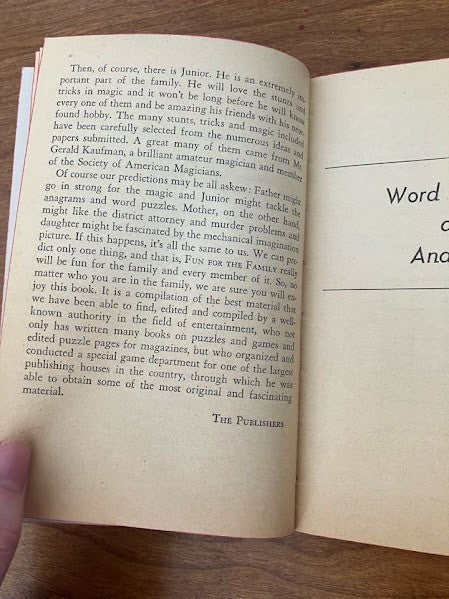 Then, of course, there is Junior. He is an extremely im-
portant part of the family. He will love the stunts and
tricks in magic and it won't be long before he will know
every one of them and be amazing his friends with his new-
found hobby. The many stunts, tricks and magic included
have been carefully selected from the numerous ideas and
papers submitted. A great many of them came from Mr.
Gerald Kaufman, a brilliant amateur magician and member
of the Society of American Magicians.
Of course our predictions may be all askew: Father might
go in strong for the magic and Junior might tackle the
anagrams and word puzzles. Mother, on the other hand,
might like the district attorney and murder problems and
daughter might be fascinated by the mechanical imagination
picture. If this happens, it's all the same to us. We can pre-
dict only one thing, and that is, FUN FOR THE FAMILY really
will be fun for the family and every member of it. So, no
matter who you are in the family, we are sure you will en-
joy this book. It is a compilation of the best material that
we have been able to find, edited and compiled by a well-
known authority in the field of entertainment, who not
only has written many books on puzzles and games and
edited puzzle pages for magazines, but who organized and
conducted a special game department for one of the largest
publishing houses in the country, through which he was
able to obtain some of the most original and fascinating
material.
THE PUBLISHERS
Word
Ana